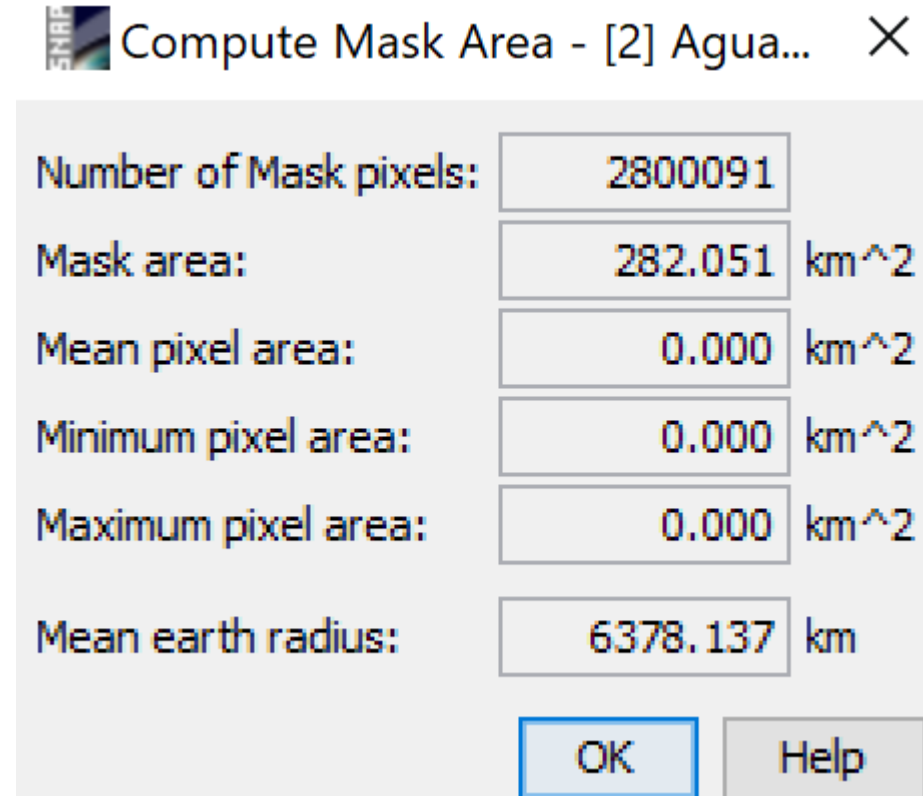 SNAP Compute Mask Area - [2] Agua...
Number of Mask pixels: 2800091
Mask area: 282.051 km^2
Mean pixel area: 0.000 km^2
Minimum pixel area: 0.000 km^2
Maximum pixel area: 0.000 km^2
Mean earth radius: 6378.137 km
OK Help